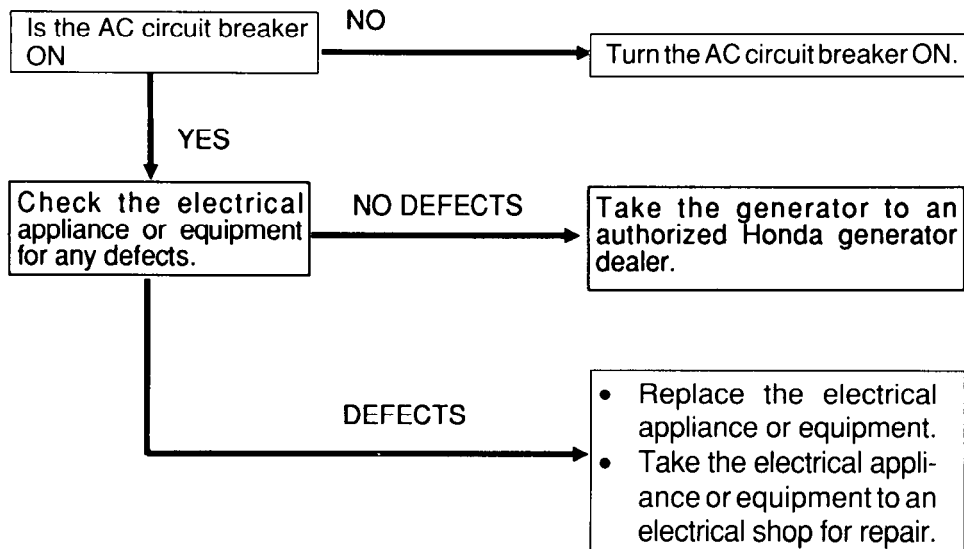 Is the AC circuit breaker
ON
NO
Turn the AC circuit breaker ON.
YES
Check the electrical
appliance or equipment
for any defects.
NO DEFECTS
Take the generator to an
authorized Honda generator
dealer.
DEFECTS
• Replace the electrical
appliance or equipment.
• Take the electrical appli-
ance or equipment to an
electrical shop for repair.